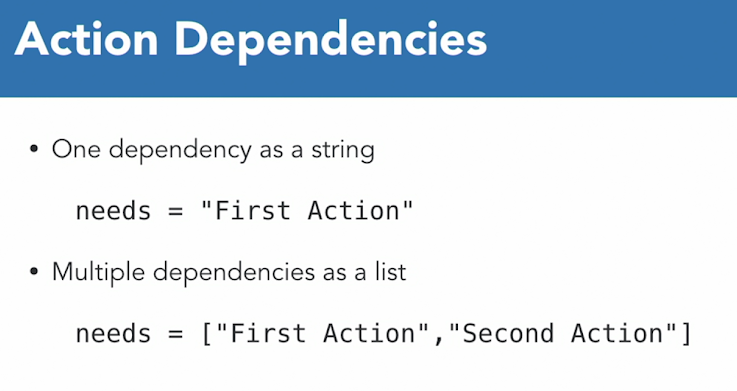 Action Dependencies
• One dependency as a string
needs = "First Action"
• Multiple dependencies as a list
needs = ["First Action","Second Action"]